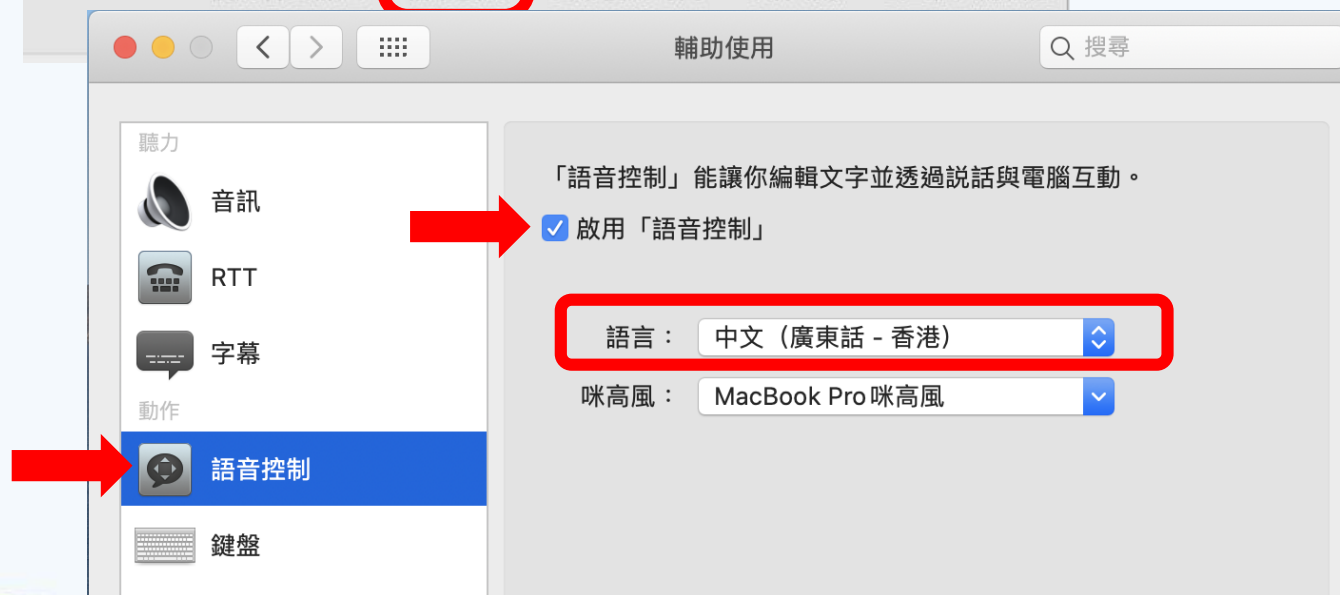 輔助使用
搜尋
聽力
音訊
RTT
字幕
動作
語音控制
鍵盤
「語音控制」能讓你編輯文字並透過説話與電腦互動。
啟用「語音控制」
語言： 中文（廣東話 - 香港）
咪高風： MacBook Pro咪高風